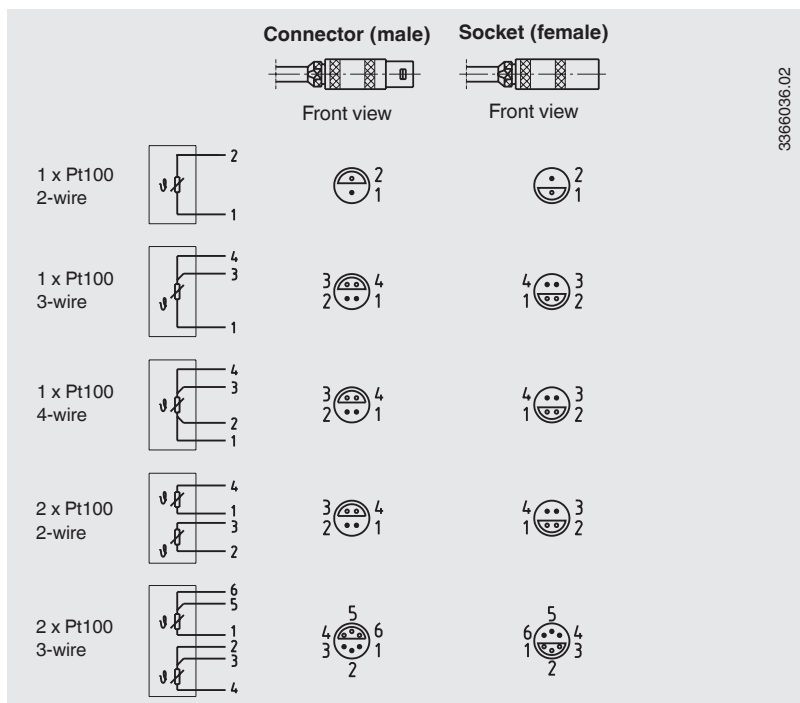 Connector (male) Socket (female)
Front view Front view
3366036.02
1 x Pt100
2-wire
2
1
2
1
2
1
1 x Pt100
3-wire
4
3
1
3 4
2 1
4 3
1 2
1 x Pt100
4-wire
4
3
2
1
3 4
2 1
4 3
1 2
2 x Pt100
2-wire
4
1
3
2
3 4
2 1
4 3
1 2
2 x Pt100
3-wire
6
5
1
2
3
4
5
4 6
3 1
2
5
6 4
1 3
2
ϑ
ϑ
ϑ
ϑ
ϑ
ϑ
ϑ